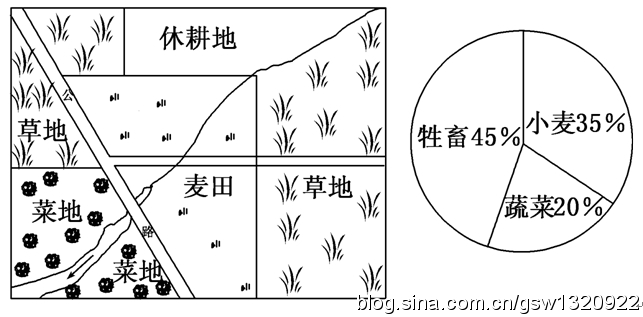 休耕地
公
草地
麦田
草地
菜地
路
菜地
牲畜45%
小麦35%
蔬菜20%
blog.sina.com.cn/gsw1320922